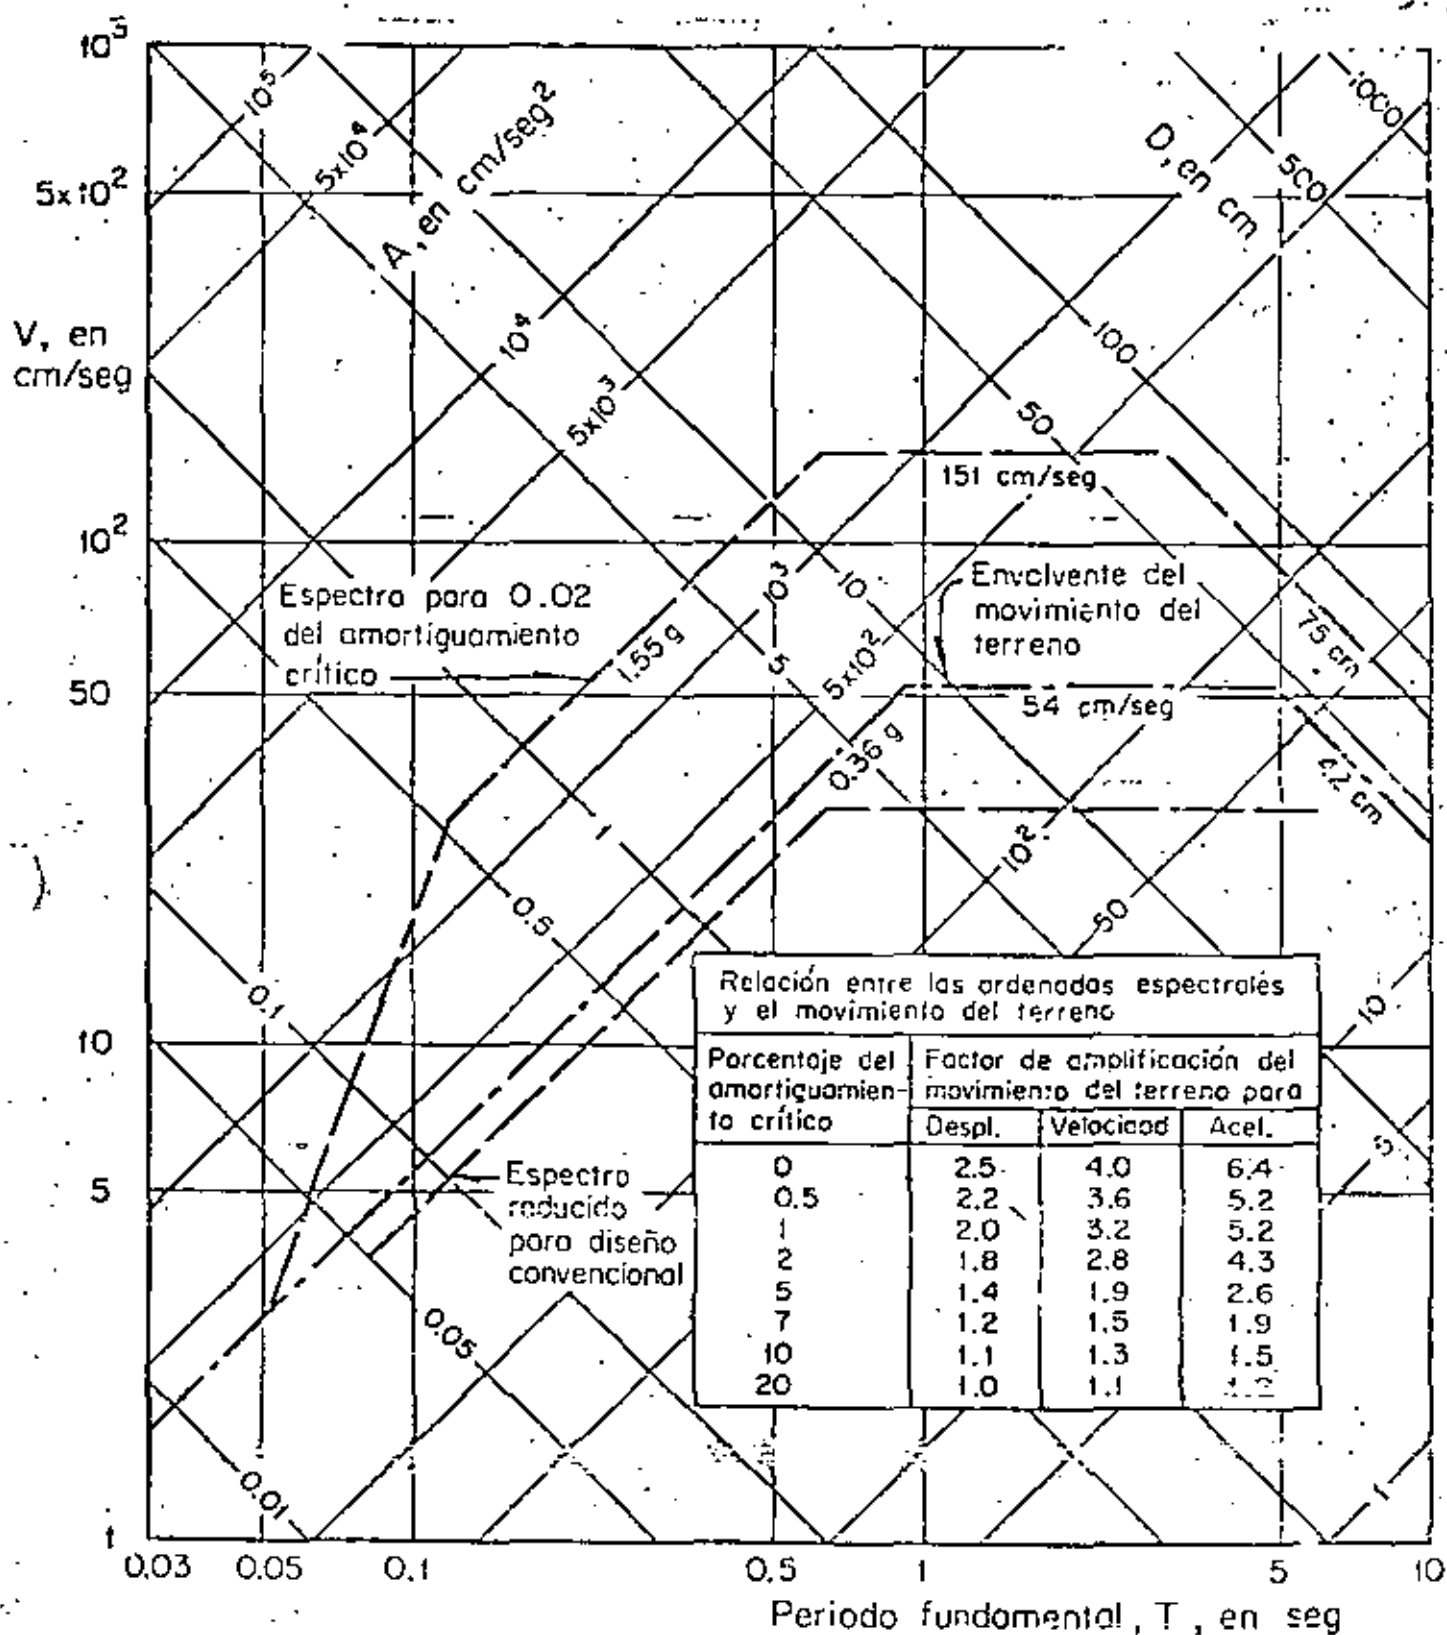 10³
5x10²
V, en
cm/seg
10²
50
10
5
1
0.03
0.05
0.1
0.5
1
5
10
Periodo fundamental, T, en seg
10⁵
5x10⁴
A, en cm/seg²
10⁴
5x10³
10³
5x10²
10²
50
10
5
1
D, en cm
1000
500
100
50
10
5
0.5
0.1
0.05
0.01
151 cm/seg
Envolvente del
movimiento del
terreno
Espectro para 0.02
del amortiguamiento
crítico
1.55 g
75 cm
54 cm/seg
0.36 g
42 cm
Espectro
reducido
para diseño
convencional
Relación entre las ordenadas espectrales
y el movimiento del terreno
Porcentaje del
amortiguamien-
to crítico
Factor de amplificación del
movimiento del terreno para
Despl. Velocidad Acel.
0 2.5 4.0 6.4
0.5 2.2 3.6 5.2
1 2.0 3.2 5.2
2 1.8 2.8 4.3
5 1.4 1.9 2.6
7 1.2 1.5 1.9
10 1.1 1.3 1.5
20 1.0 1.1 1.2